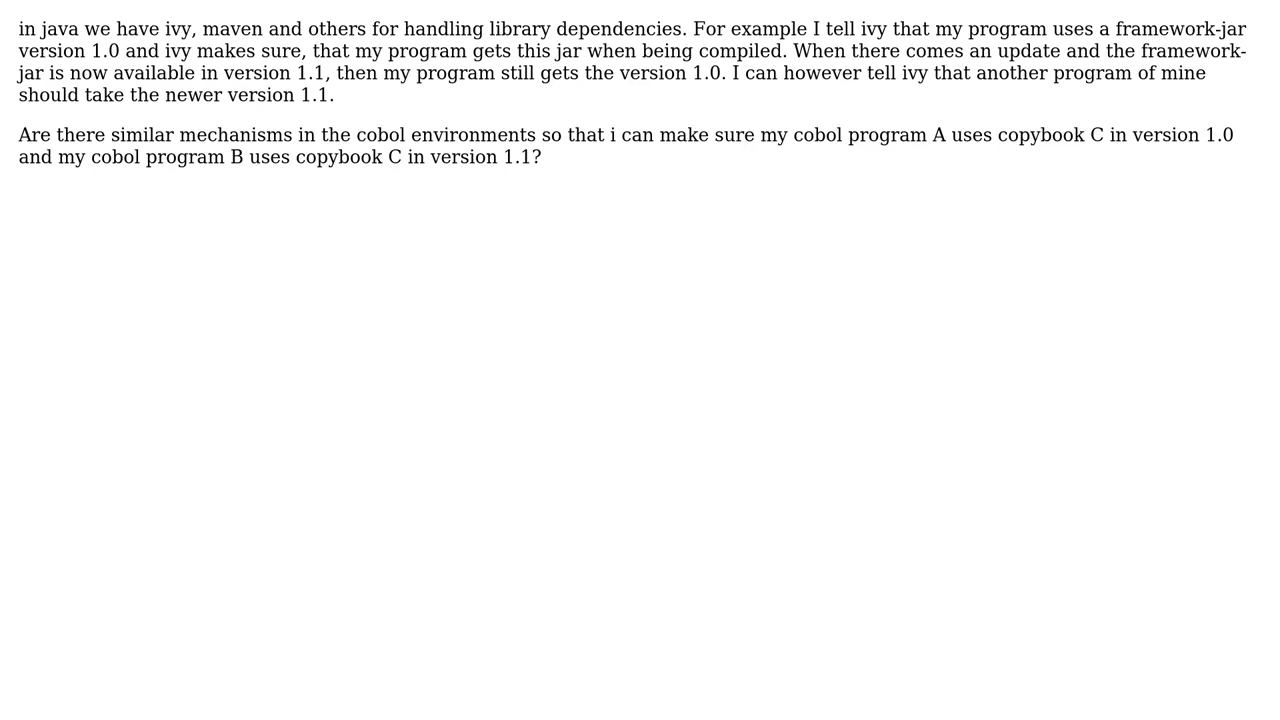 in java we have ivy, maven and others for handling library dependencies. For example I tell ivy that my program uses a framework-jar
version 1.0 and ivy makes sure, that my program gets this jar when being compiled. When there comes an update and the framework-
jar is now available in version 1.1, then my program still gets the version 1.0. I can however tell ivy that another program of mine
should take the newer version 1.1.
Are there similar mechanisms in the cobol environments so that i can make sure my cobol program A uses copybook C in version 1.0
and my cobol program B uses copybook C in version 1.1?